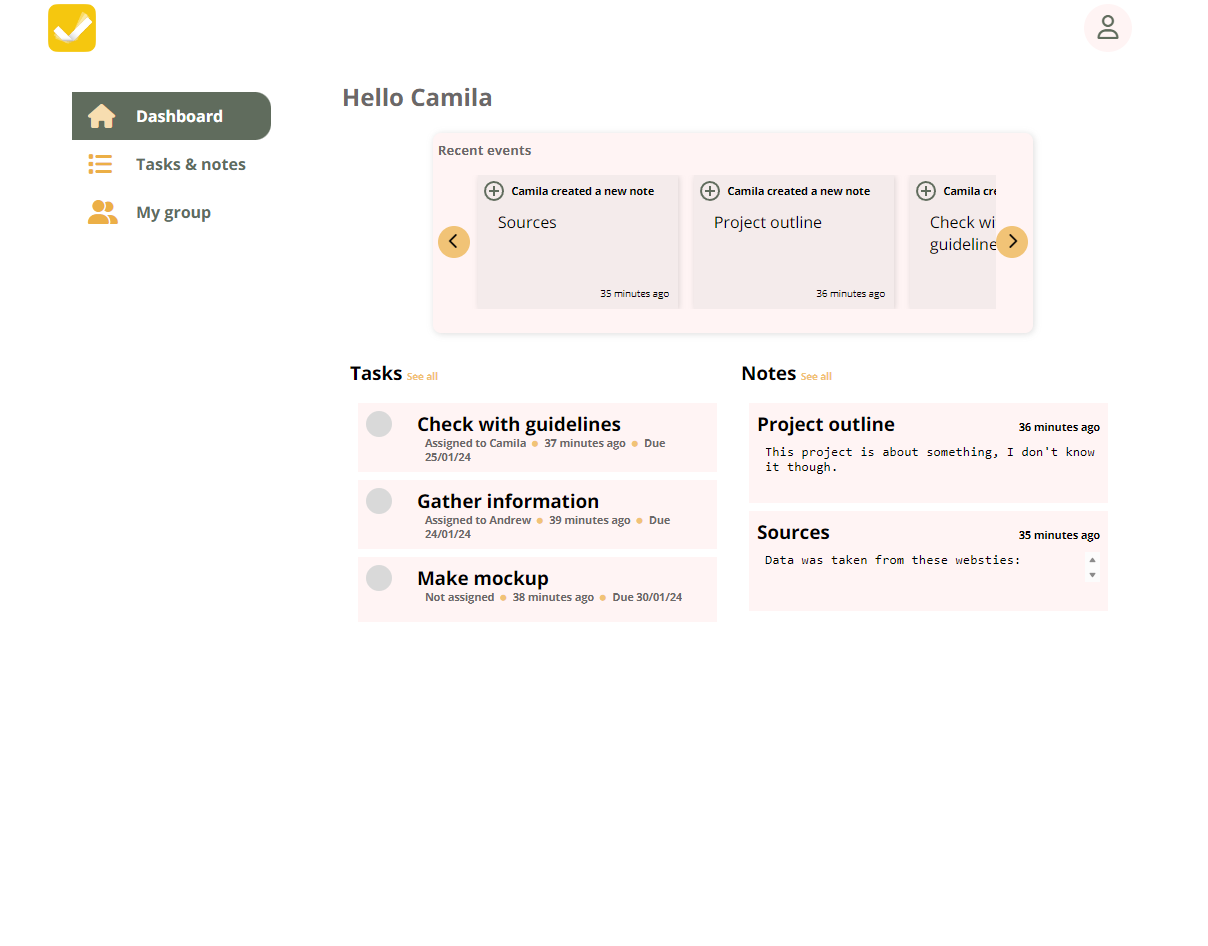 Hello Camila
Dashboard
Tasks & notes
My group
Recent events
Camila created a new note
Sources
35 minutes ago
Camila created a new note
Project outline
36 minutes ago
Camila cre
Check wi
guideline
Tasks See all
Check with guidelines
Assigned to Camila ● 37 minutes ago ● Due
25/01/24
Gather information
Assigned to Andrew ● 39 minutes ago ● Due
24/01/24
Make mockup
Not assigned ● 38 minutes ago ● Due 30/01/24
Notes See all
Project outline 36 minutes ago
This project is about something, I don't know
it though.
Sources 35 minutes ago
Data was taken from these websties: